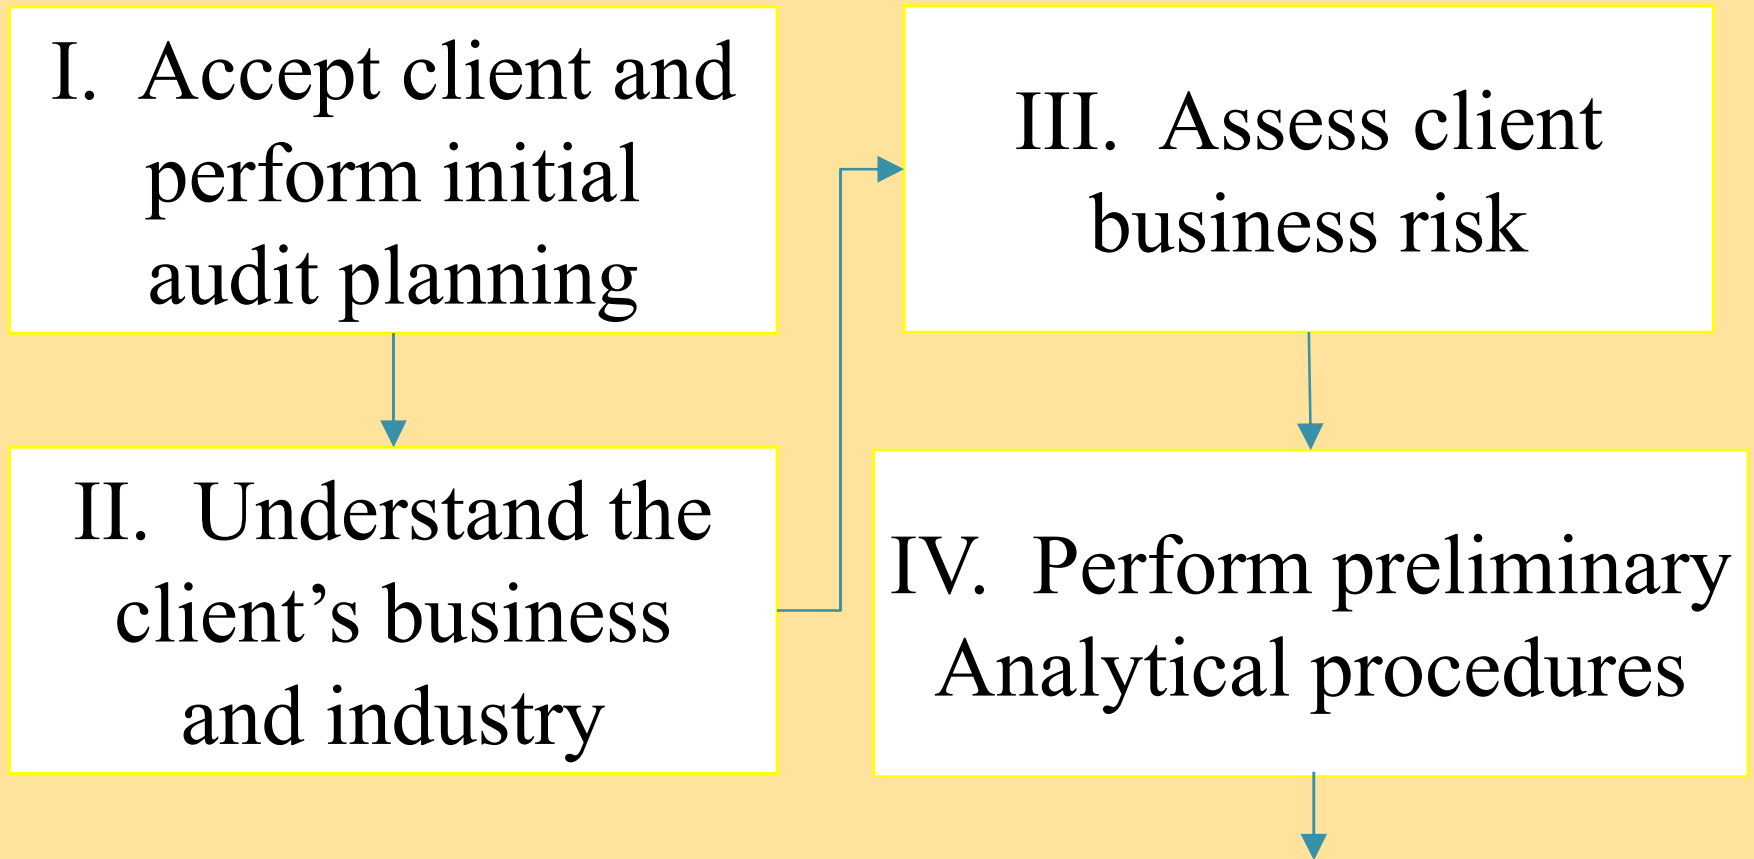 I. Accept client and
perform initial
audit planning
II. Understand the
client’s business
and industry
III. Assess client
business risk
IV. Perform preliminary
Analytical procedures